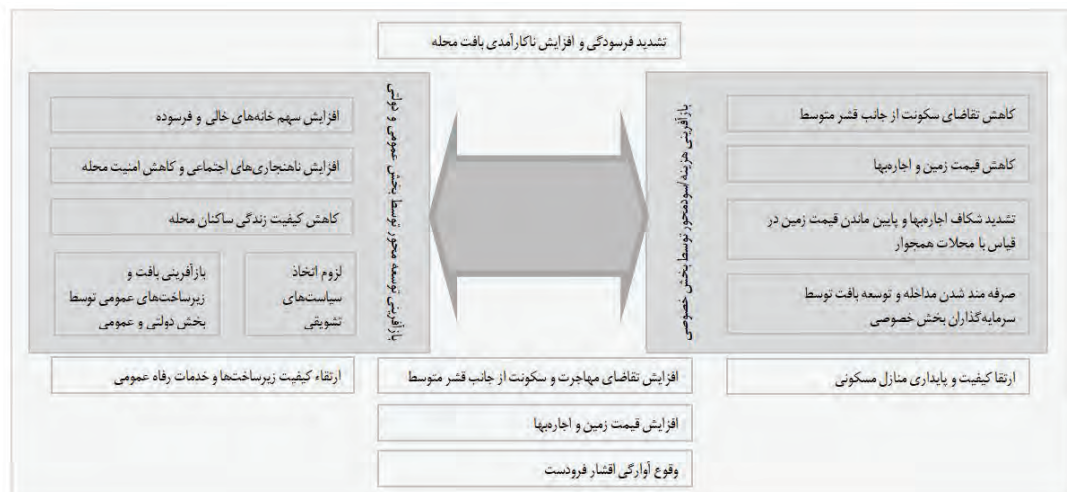 تشدید فرسودگی و افزایش ناکارآمدی بافت محله
بازآفرینی هزینه/سودمحور توسط بخش خصوصی
کاهش تقاضای سکونت از جانب قشر متوسط
کاهش قیمت زمین و اجاره‌بها
تشدید شکاف اجاره‌بها و پایین ماندن قیمت زمین در
قیاس با محلات همجوار
صرفه مند شدن مداخله و توسعه بافت توسط
سرمایه‌گذاران بخش خصوصی
بازآفرینی توسعه محور توسط بخش عمومی و دولتی
افزایش سهم خانه‌های خالی و فرسوده
افزایش ناهنجاری‌های اجتماعی و کاهش امنیت محله
کاهش کیفیت زندگی ساکنان محله
لزوم اتخاذ
سیاست‌های
تشویقی
بازآفرینی بافت و
زیرساخت‌های عمومی توسط
بخش دولتی و عمومی
ارتقا کیفیت و پایداری منازل مسکونی
افزایش تقاضای مهاجرت و سکونت از جانب قشر متوسط
ارتقاء کیفیت زیرساخت‌ها و خدمات رفاه عمومی
افزایش قیمت زمین و اجاره‌بها
وقوع آوارگی اقشار فرودست